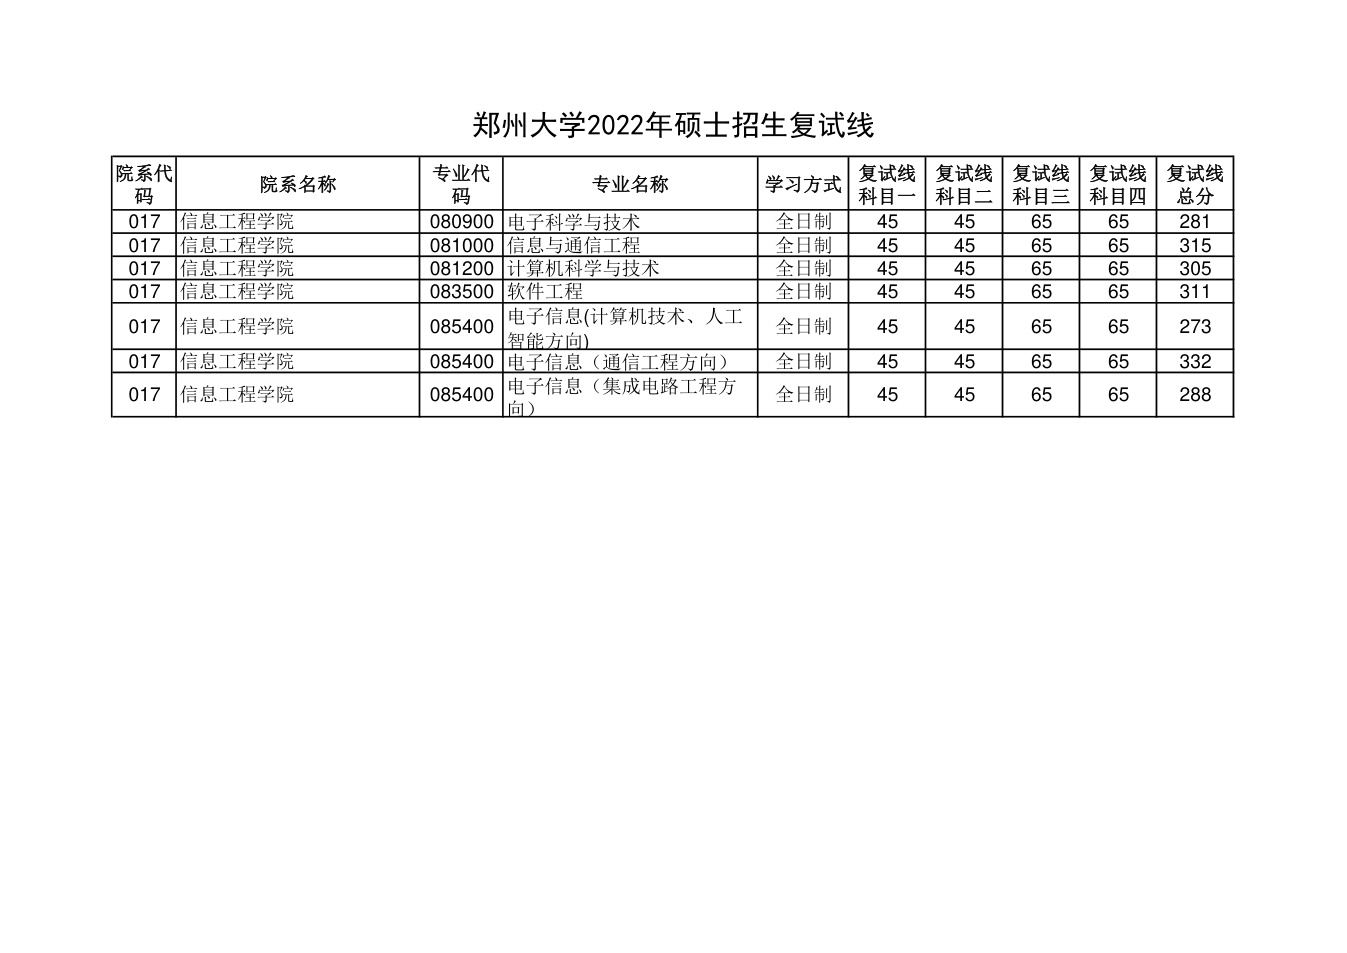 郑州大学2022年硕士招生复试线
院系代码 院系名称 专业代码 专业名称 学习方式 复试线科目一 复试线科目二 复试线科目三 复试线科目四 复试线总分
017 信息工程学院 080900 电子科学与技术 全日制 45 45 65 65 281
017 信息工程学院 081000 信息与通信工程 全日制 45 45 65 65 315
017 信息工程学院 081200 计算机科学与技术 全日制 45 45 65 65 305
017 信息工程学院 083500 软件工程 全日制 45 45 65 65 311
017 信息工程学院 085400 电子信息(计算机技术、人工智能方向) 全日制 45 45 65 65 273
017 信息工程学院 085400 电子信息（通信工程方向） 全日制 45 45 65 65 332
017 信息工程学院 085400 电子信息（集成电路工程方向） 全日制 45 45 65 65 288